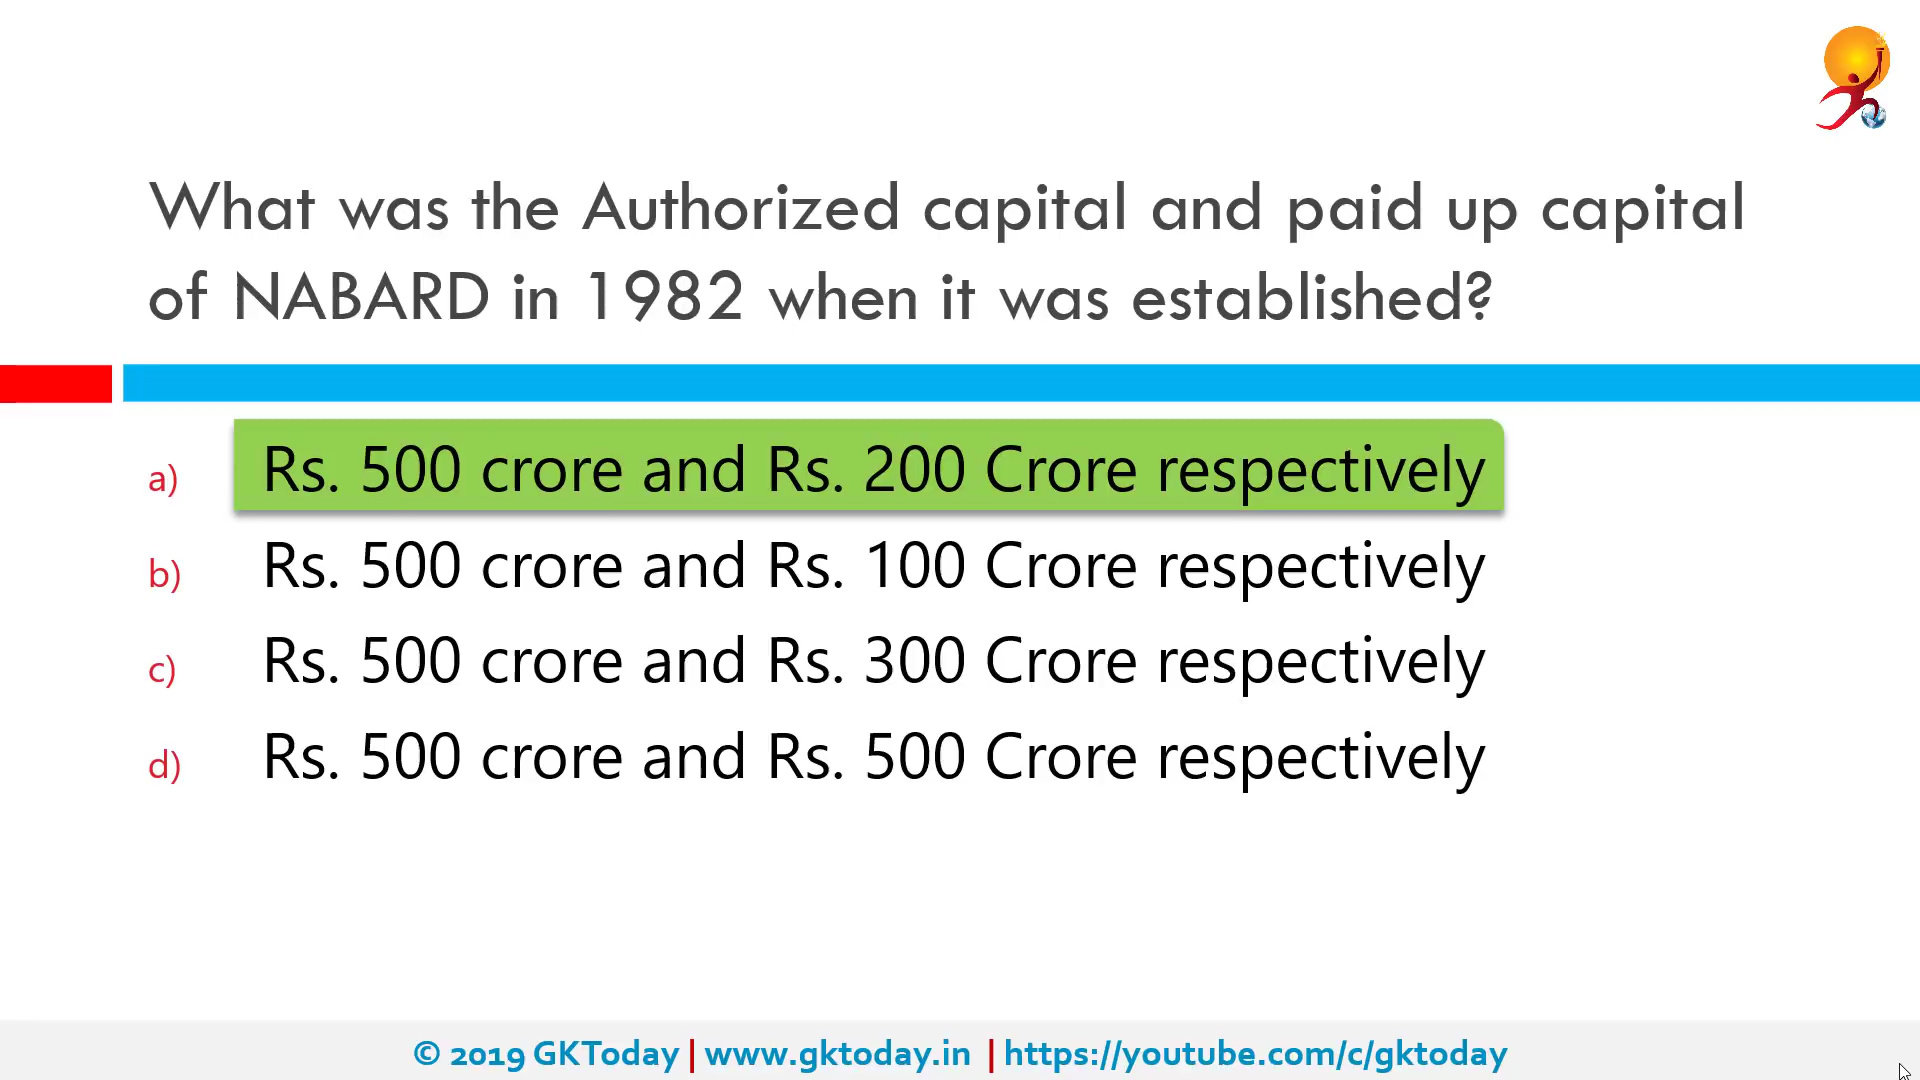 What was the Authorized capital and paid up capital
of NABARD in 1982 when it was established?
a) Rs. 500 crore and Rs. 200 Crore respectively
b) Rs. 500 crore and Rs. 100 Crore respectively
c) Rs. 500 crore and Rs. 300 Crore respectively
d) Rs. 500 crore and Rs. 500 Crore respectively
© 2019 GKToday | www.gktoday.in | https://youtube.com/c/gktoday